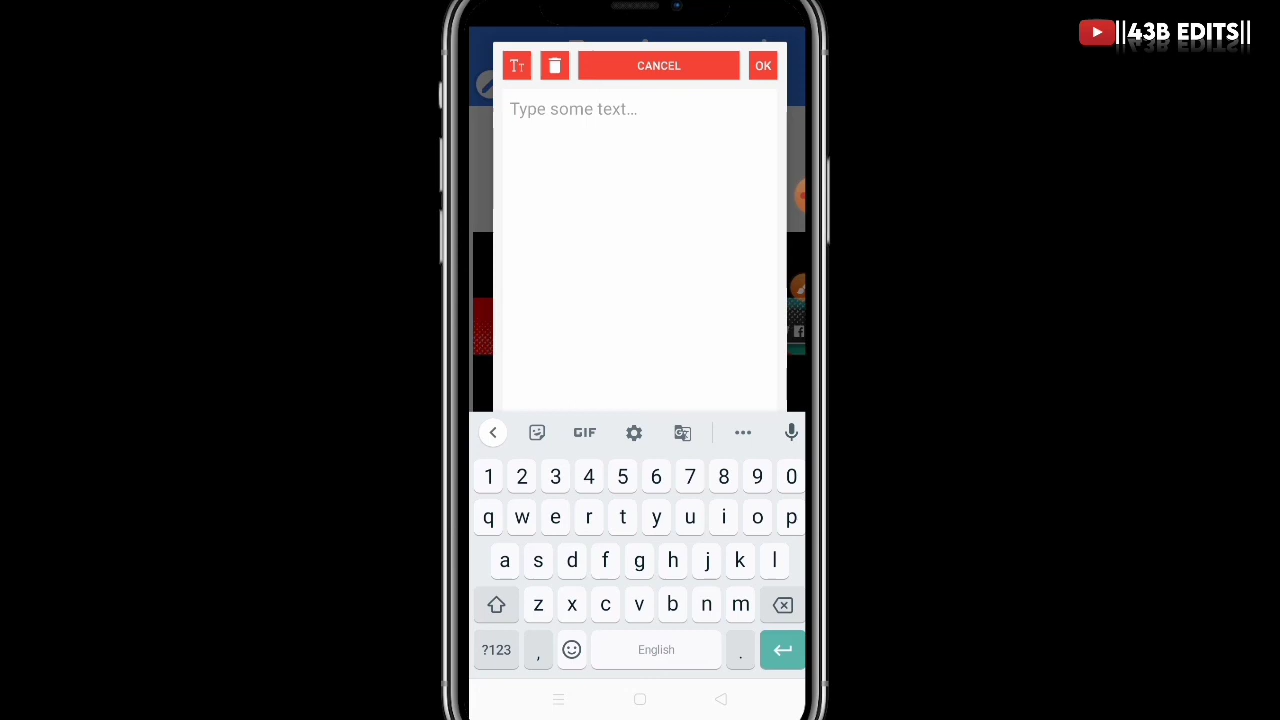 ||43B EDITS||
Tт CANCEL OK
Type some text...
GIF
1 2 3 4 5 6 7 8 9 0
q w e r t y u i o p
a s d f g h j k l
z x c v b n m
?123 , English .